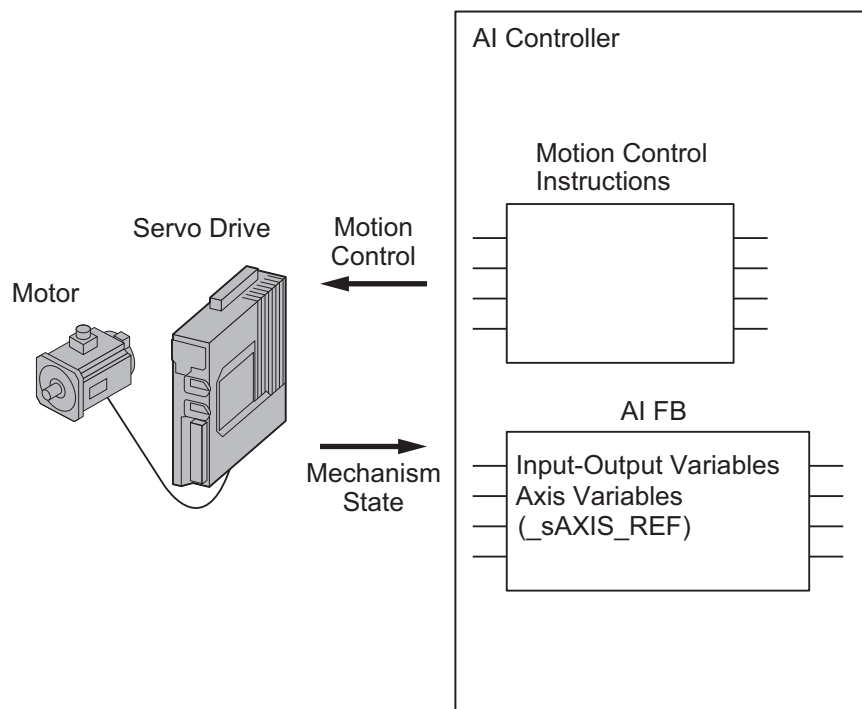 AI Controller
Motion Control
Instructions
Servo Drive
Motion
Control
Motor
AI FB
Input-Output Variables
Axis Variables
(_sAXIS_REF)
Mechanism
State